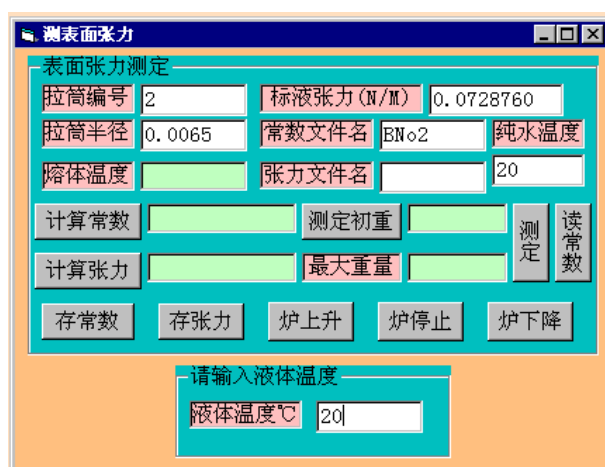 测表面张力
表面张力测定
拉筒编号 2 标液张力(N/M) 0.0728760
拉筒半径 0.0065 常数文件名 BNo2 纯水温度
熔体温度 张力文件名 20
计算常数 测定初重 测定 读常数
计算张力 最大重量
存常数 存张力 炉上升 炉停止 炉下降
请输入液体温度
液体温度℃ 20